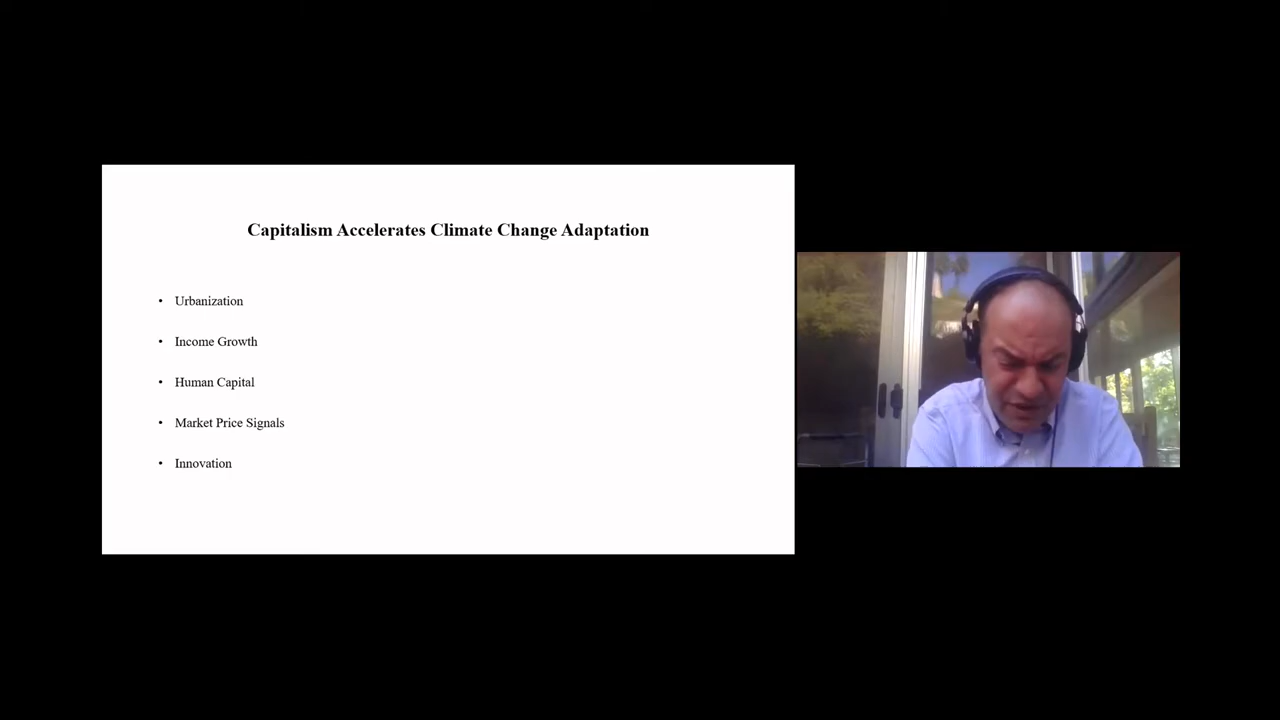 Capitalism Accelerates Climate Change Adaptation
• Urbanization
• Income Growth
• Human Capital
• Market Price Signals
• Innovation